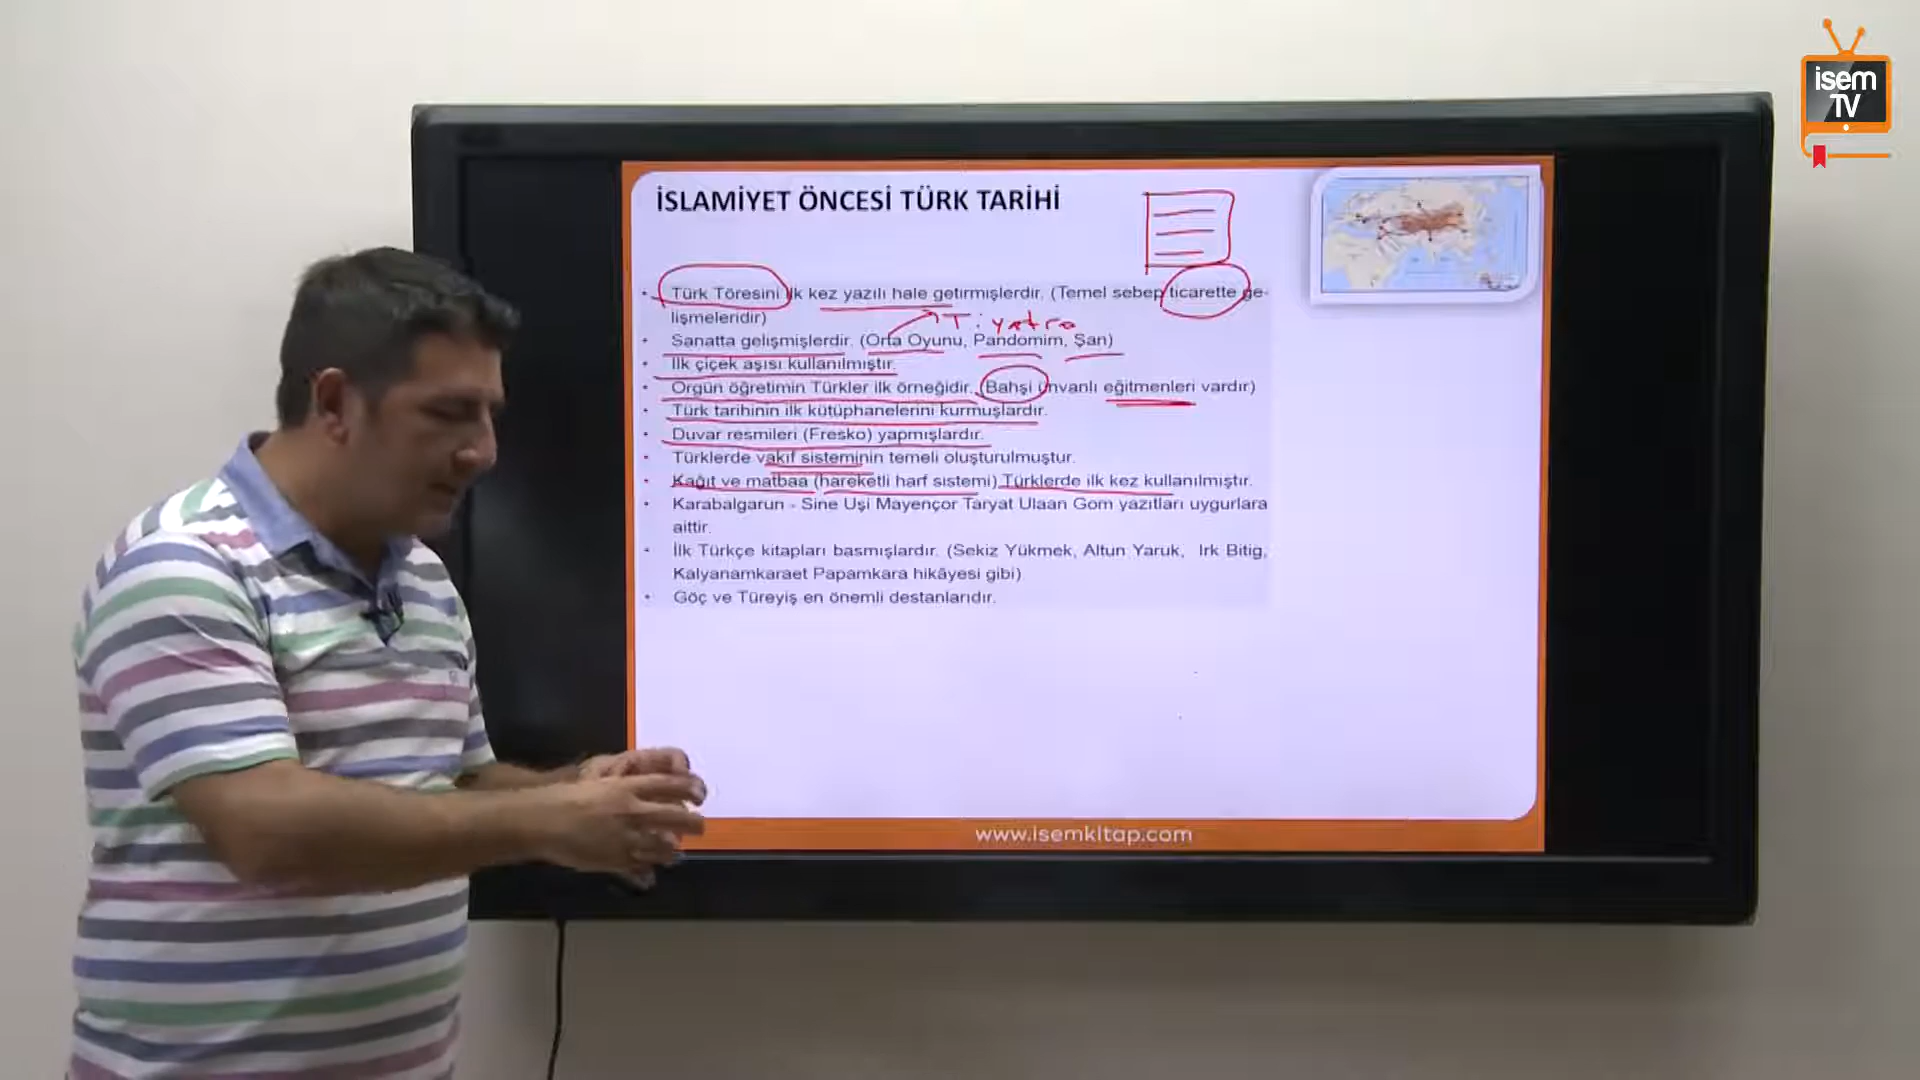 isem
TV
İSLAMİYET ÖNCESİ TÜRK TARİHİ
• Türk Töresini ilk kez yazılı hale getirmişlerdir. (Temel sebep ticarette ge-
lişmeleridir)
Tiyatro
• Sanatta gelişmişlerdir. (Orta Oyunu, Pandomim, Şan)
• İlk çiçek aşısı kullanılmıştır.
• Örgün öğretimin Türkler ilk örneğidir. (Bahşi ünvanlı eğitmenleri vardır)
• Türk tarihinin ilk kütüphanelerini kurmuşlardır.
• Duvar resmileri (Fresko) yapmışlardır.
• Türklerde vakıf sisteminin temeli oluşturulmuştur.
• Kağıt ve matbaa (hareketli harf sistemi) Türklerde ilk kez kullanılmıştır.
• Karabalgarun - Sine Uşi Mayençor Taryat Ulaan Gom yazıtları uygurlara
aittir.
• İlk Türkçe kitapları basmışlardır. (Sekiz Yükmek, Altun Yaruk, Irk Bitig,
Kalyanamkaraet Papamkara hikâyesi gibi)
• Göç ve Türeyiş en önemli destanlarıdır.
www.isemkitap.com